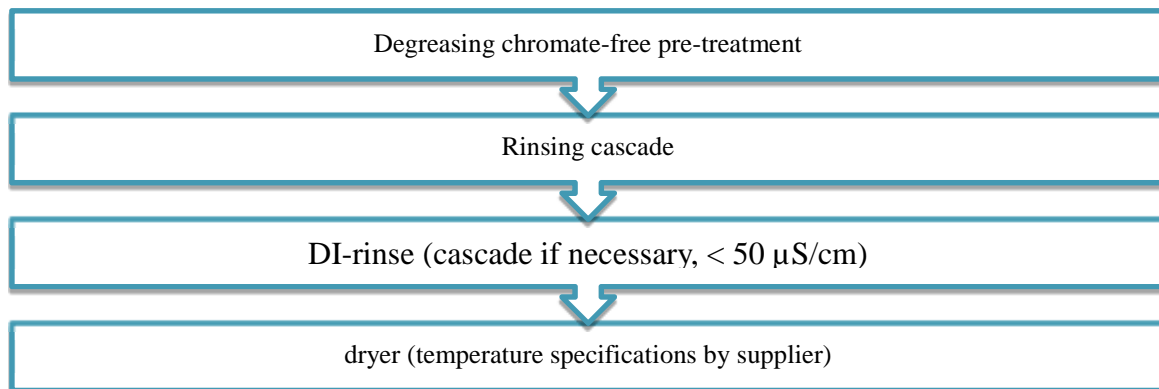 Degreasing chromate-free pre-treatment
Rinsing cascade
DI-rinse (cascade if necessary, < 50 µS/cm)
dryer (temperature specifications by supplier)